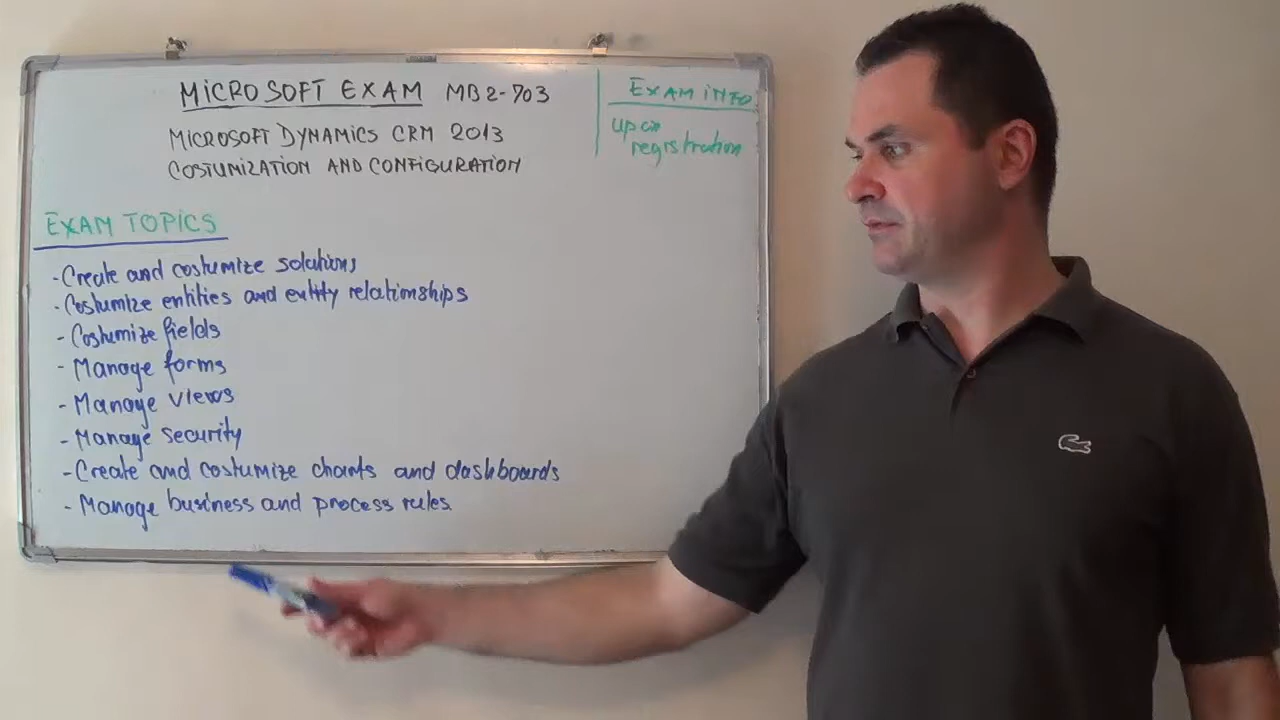 MICROSOFT EXAM MB2-703
MICROSOFT DYNAMICS CRM 2013
COSTUMIZATION AND CONFIGURATION
EXAM INFO
upon
registration
EXAM TOPICS
- Create and costumize solutions
- Costumize entities and entity relationships
- Costumize fields
- Manage forms
- Manage views
- Manage security
- Create and costumize charts and dashboards
- Manage business and process rules.